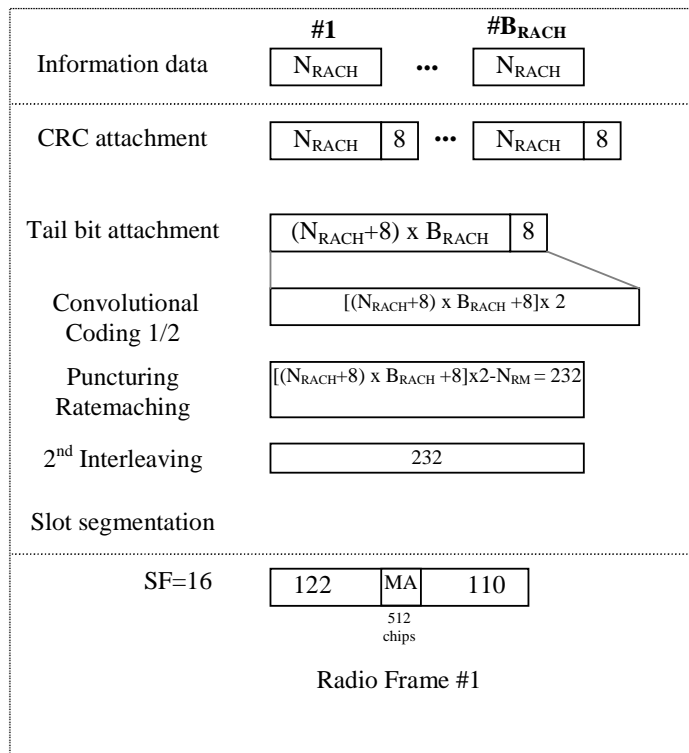 #1 #B_RACH
Information data N_RACH ... N_RACH
CRC attachment N_RACH 8 ... N_RACH 8
Tail bit attachment (N_RACH+8) x B_RACH 8
Convolutional
Coding 1/2
[(N_RACH+8) x B_RACH +8]x 2
Puncturing
Ratemaching
[(N_RACH+8) x B_RACH +8]x2-N_RM = 232
2nd Interleaving 232
Slot segmentation
SF=16 122 MA 110
512
chips
Radio Frame #1